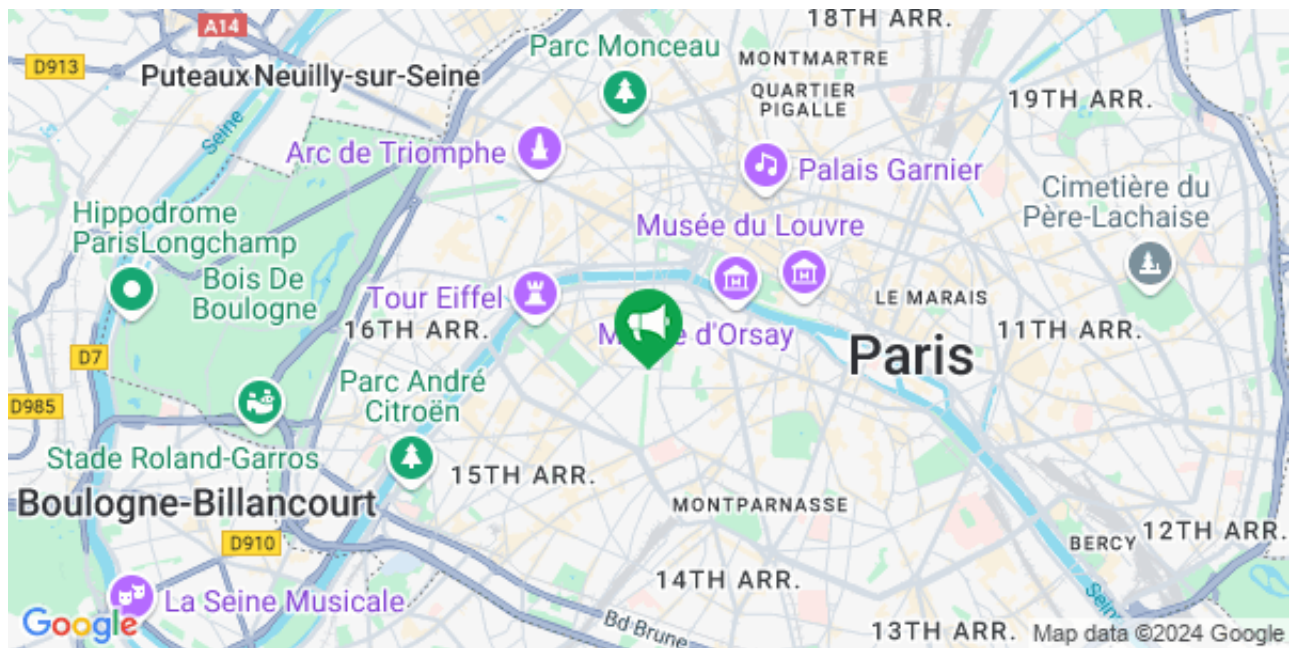 18TH ARR.
A14
Parc Monceau
MONTMARTRE
D913
Puteaux
Neuilly-sur-Seine
QUARTIER
PIGALLE
19TH ARR.
Seine
Arc de Triomphe
Palais Garnier
Cimetière du
Père-Lachaise
Hippodrome
ParisLongchamp
Musée du Louvre
Bois De
Boulogne
Tour Eiffel
LE MARAIS
16TH ARR.
d'Orsay
11TH ARR.
D7
Paris
Parc André
Citroën
D985
Stade Roland-Garros
15TH ARR.
Boulogne-Billancourt
MONTPARNASSE
D910
BERCY
12TH ARR.
14TH ARR.
La Seine Musicale
Google
Bd Brune
13TH ARR.
Map data ©2024 Google